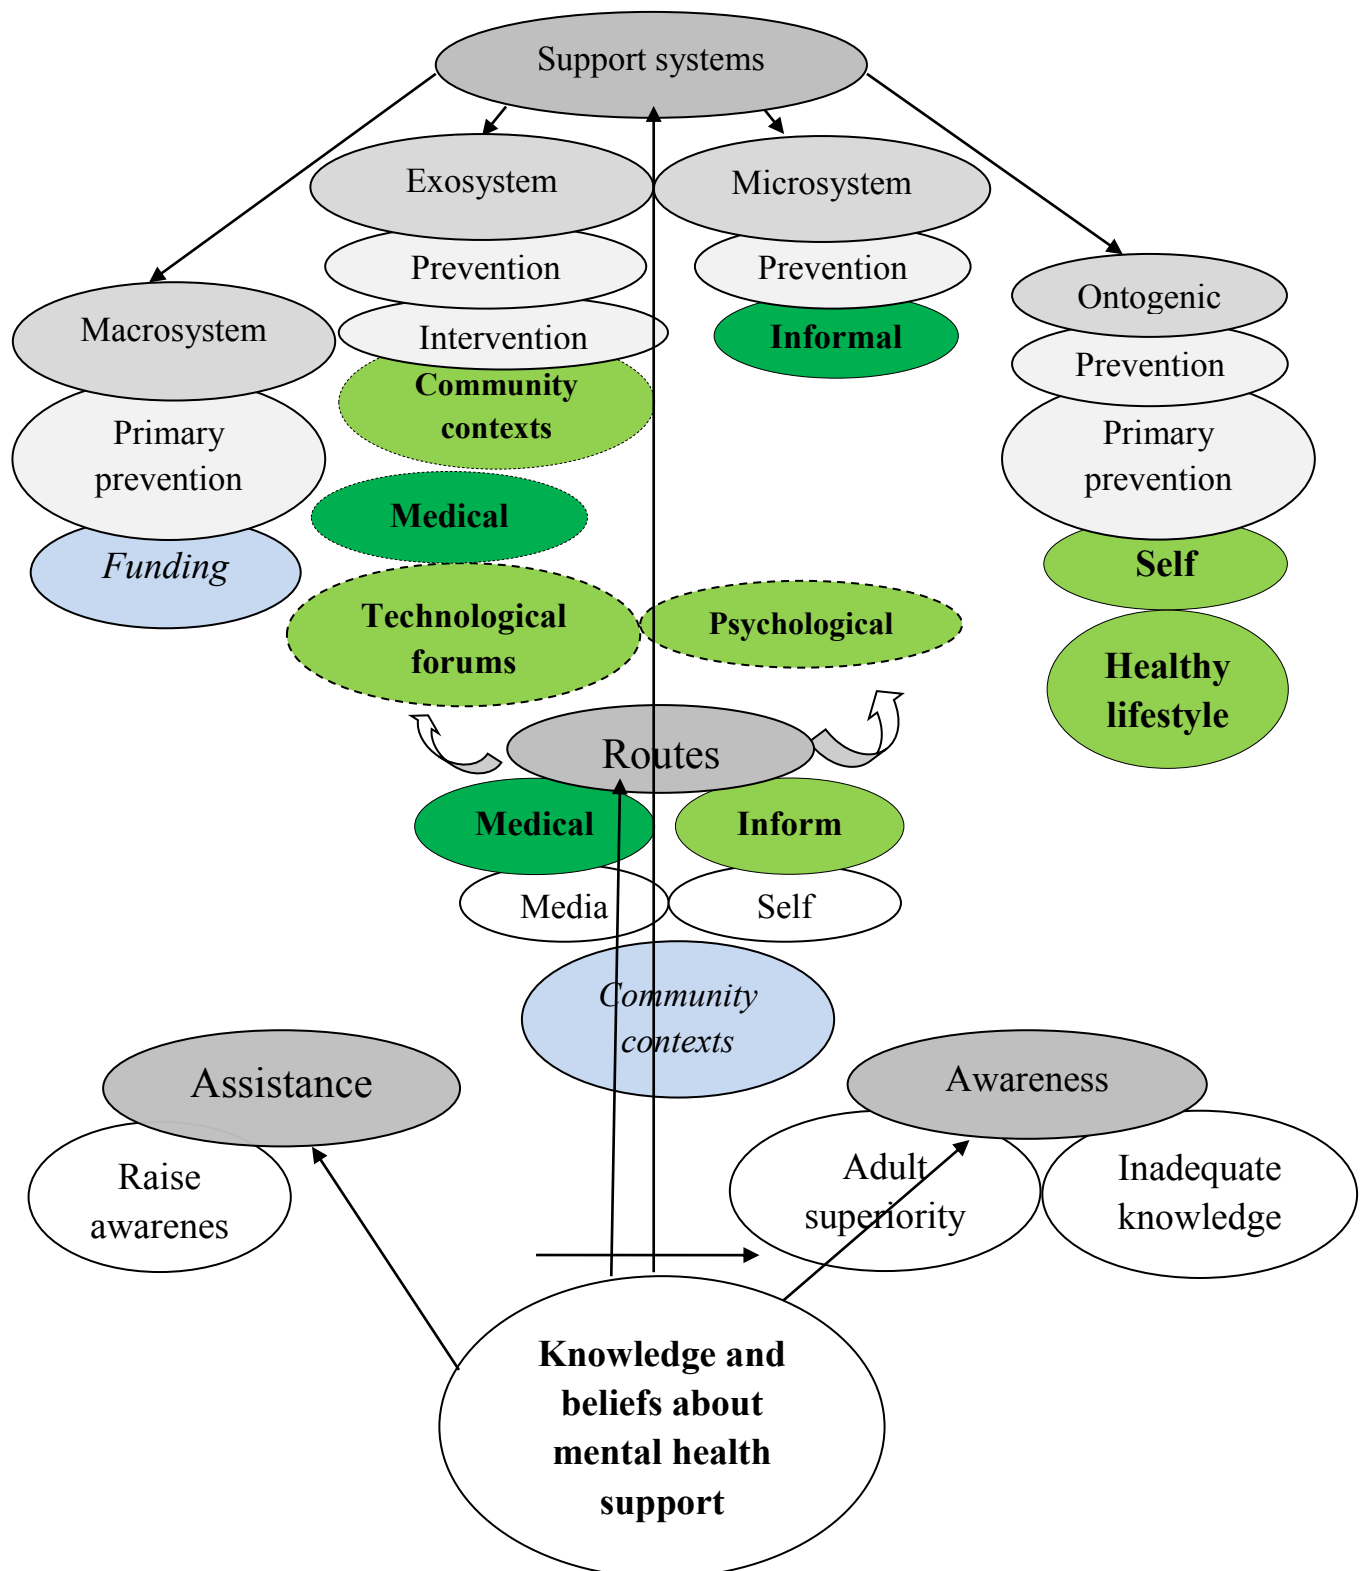 Support systems
Exosystem
Microsystem
Prevention
Prevention
Ontogenic
Macrosystem
Intervention
Informal
Prevention
Community
contexts
Primary
prevention
Primary
prevention
Medical
Funding
Self
Technological
forums
Psychological
Healthy
lifestyle
Routes
Medical
Inform
Media
Self
Community
contexts
Assistance
Awareness
Raise
awarenes
Adult
superiority
Inadequate
knowledge
Knowledge and
beliefs about
mental health
support